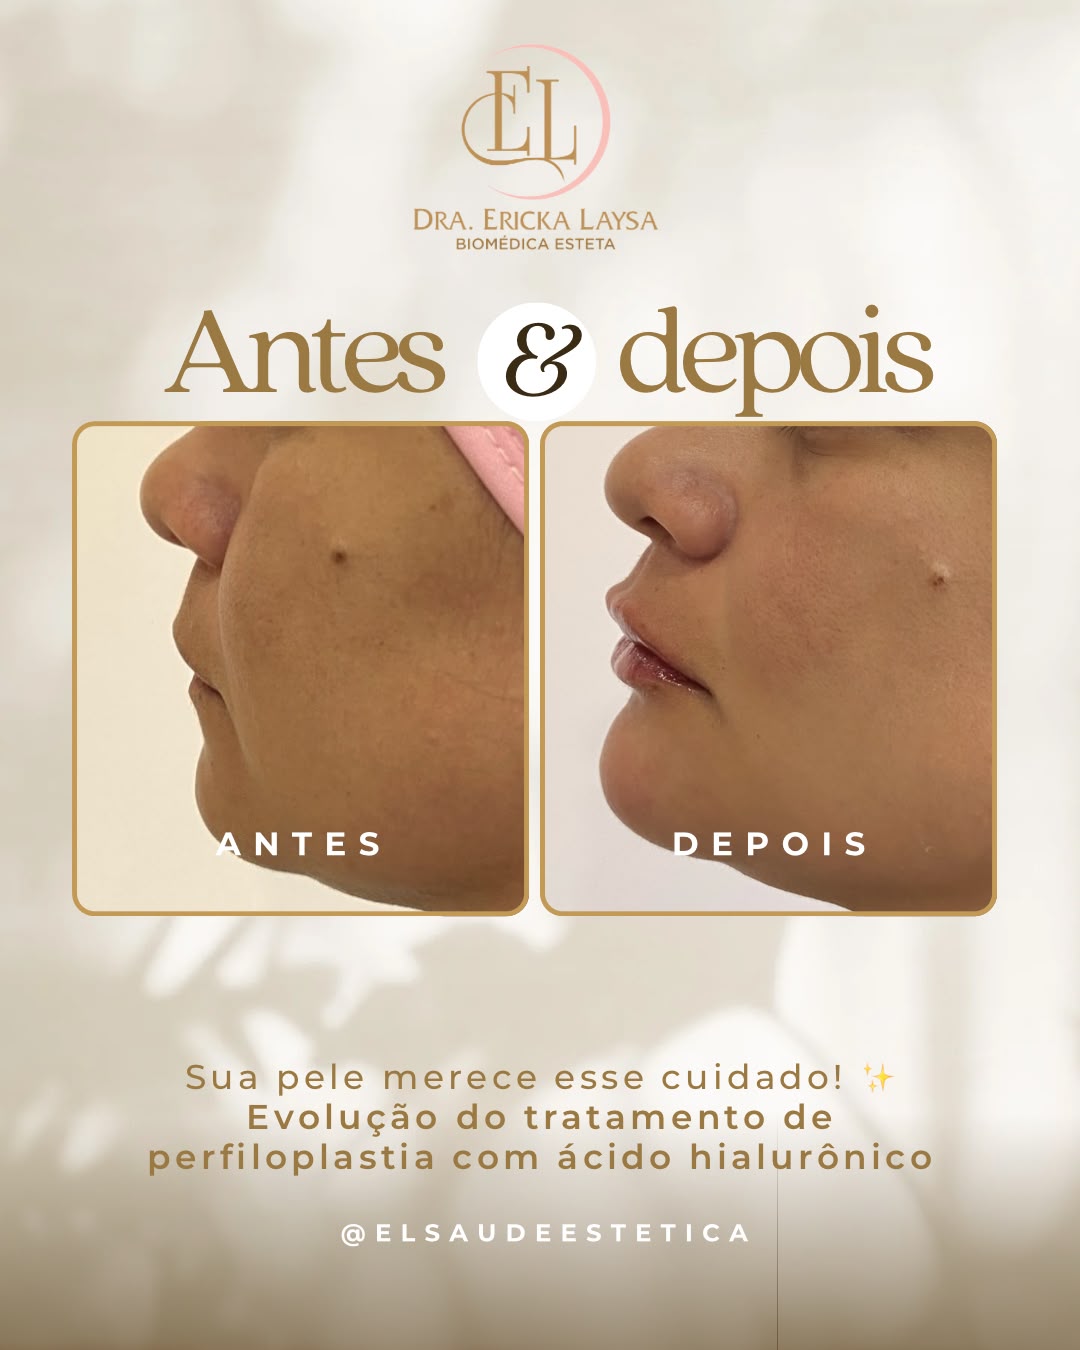 EL
DRA. ERICKA LAYSA
BIOMÉDICA ESTETA
Antes & depois
ANTES
DEPOIS
Sua pele merece esse cuidado! ✨
Evolução do tratamento de
perfiloplastia com ácido hialurônico
@ELSAUDEESTETICA